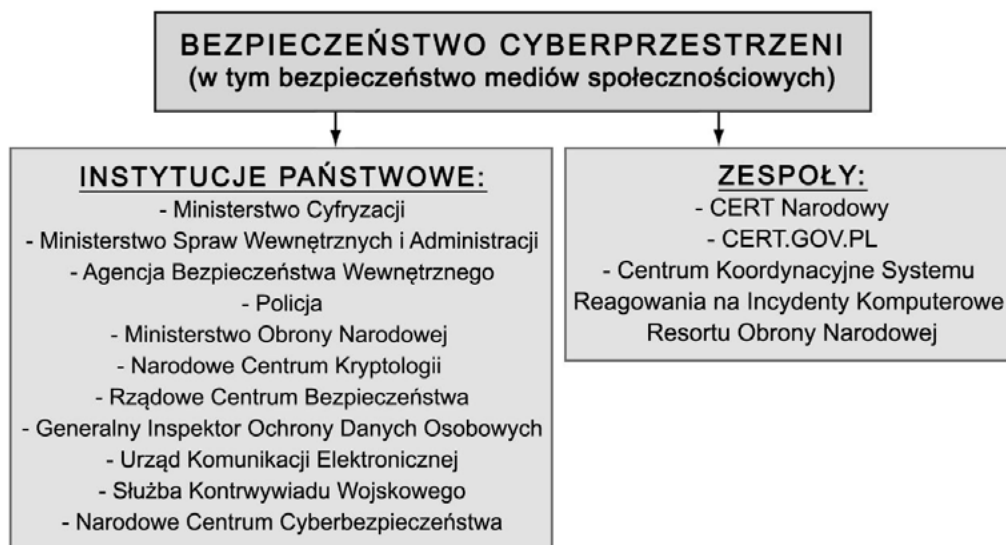 BEZPIECZEŃSTWO CYBERPRZESTRZENI
(w tym bezpieczeństwo mediów społecznościowych)
INSTYTUCJE PAŃSTWOWE:
- Ministerstwo Cyfryzacji
- Ministerstwo Spraw Wewnętrznych i Administracji
- Agencja Bezpieczeństwa Wewnętrznego
- Policja
- Ministerstwo Obrony Narodowej
- Narodowe Centrum Kryptologii
- Rządowe Centrum Bezpieczeństwa
- Generalny Inspektor Ochrony Danych Osobowych
- Urząd Komunikacji Elektronicznej
- Służba Kontrwywiadu Wojskowego
- Narodowe Centrum Cyberbezpieczeństwa
ZESPOŁY:
- CERT Narodowy
- CERT.GOV.PL
- Centrum Koordynacyjne Systemu
Reagowania na Incydenty Komputerowe
Resortu Obrony Narodowej